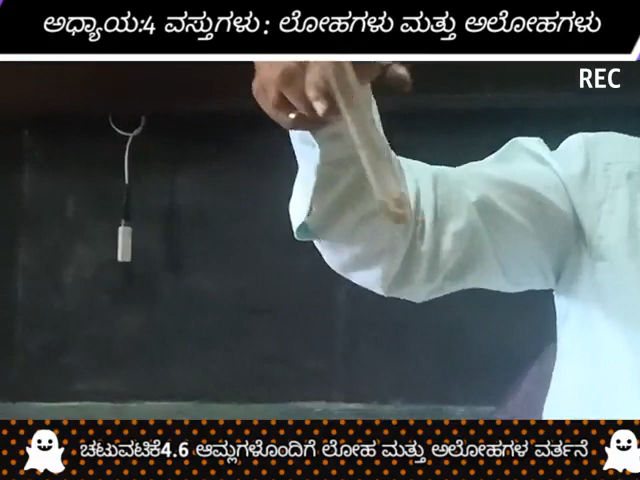 ಅಧ್ಯಾಯ:4 ವಸ್ತುಗಳು: ಲೋಹಗಳು ಮತ್ತು ಅಲೋಹಗಳು
REC
ಚಟುವಟಿಕೆ4.6 ಆಮ್ಲಗಳೊಂದಿಗೆ ಲೋಹ ಮತ್ತು ಅಲೋಹಗಳ ವರ್ತನೆ